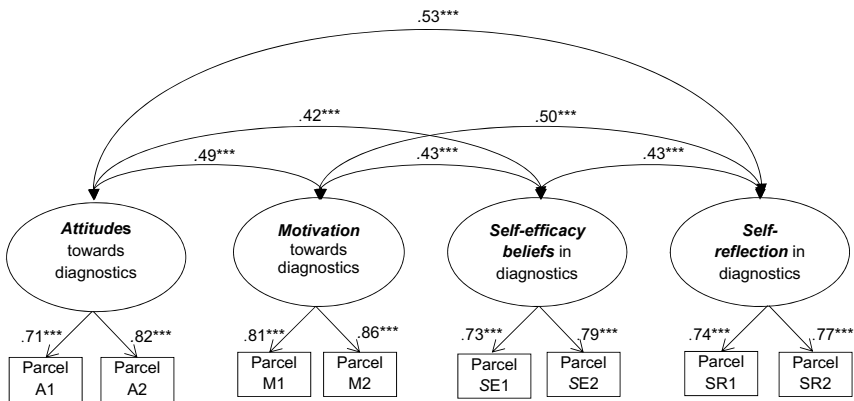 .53***
.42***
.50***
.49***
.43***
.43***
Attitudes
towards
diagnostics
Motivation
towards
diagnostics
Self-efficacy
beliefs in
diagnostics
Self-
reflection in
diagnostics
.71***
.82***
.81***
.86***
.73***
.79***
.74***
.77***
Parcel
A1
Parcel
A2
Parcel
M1
Parcel
M2
Parcel
SE1
Parcel
SE2
Parcel
SR1
Parcel
SR2